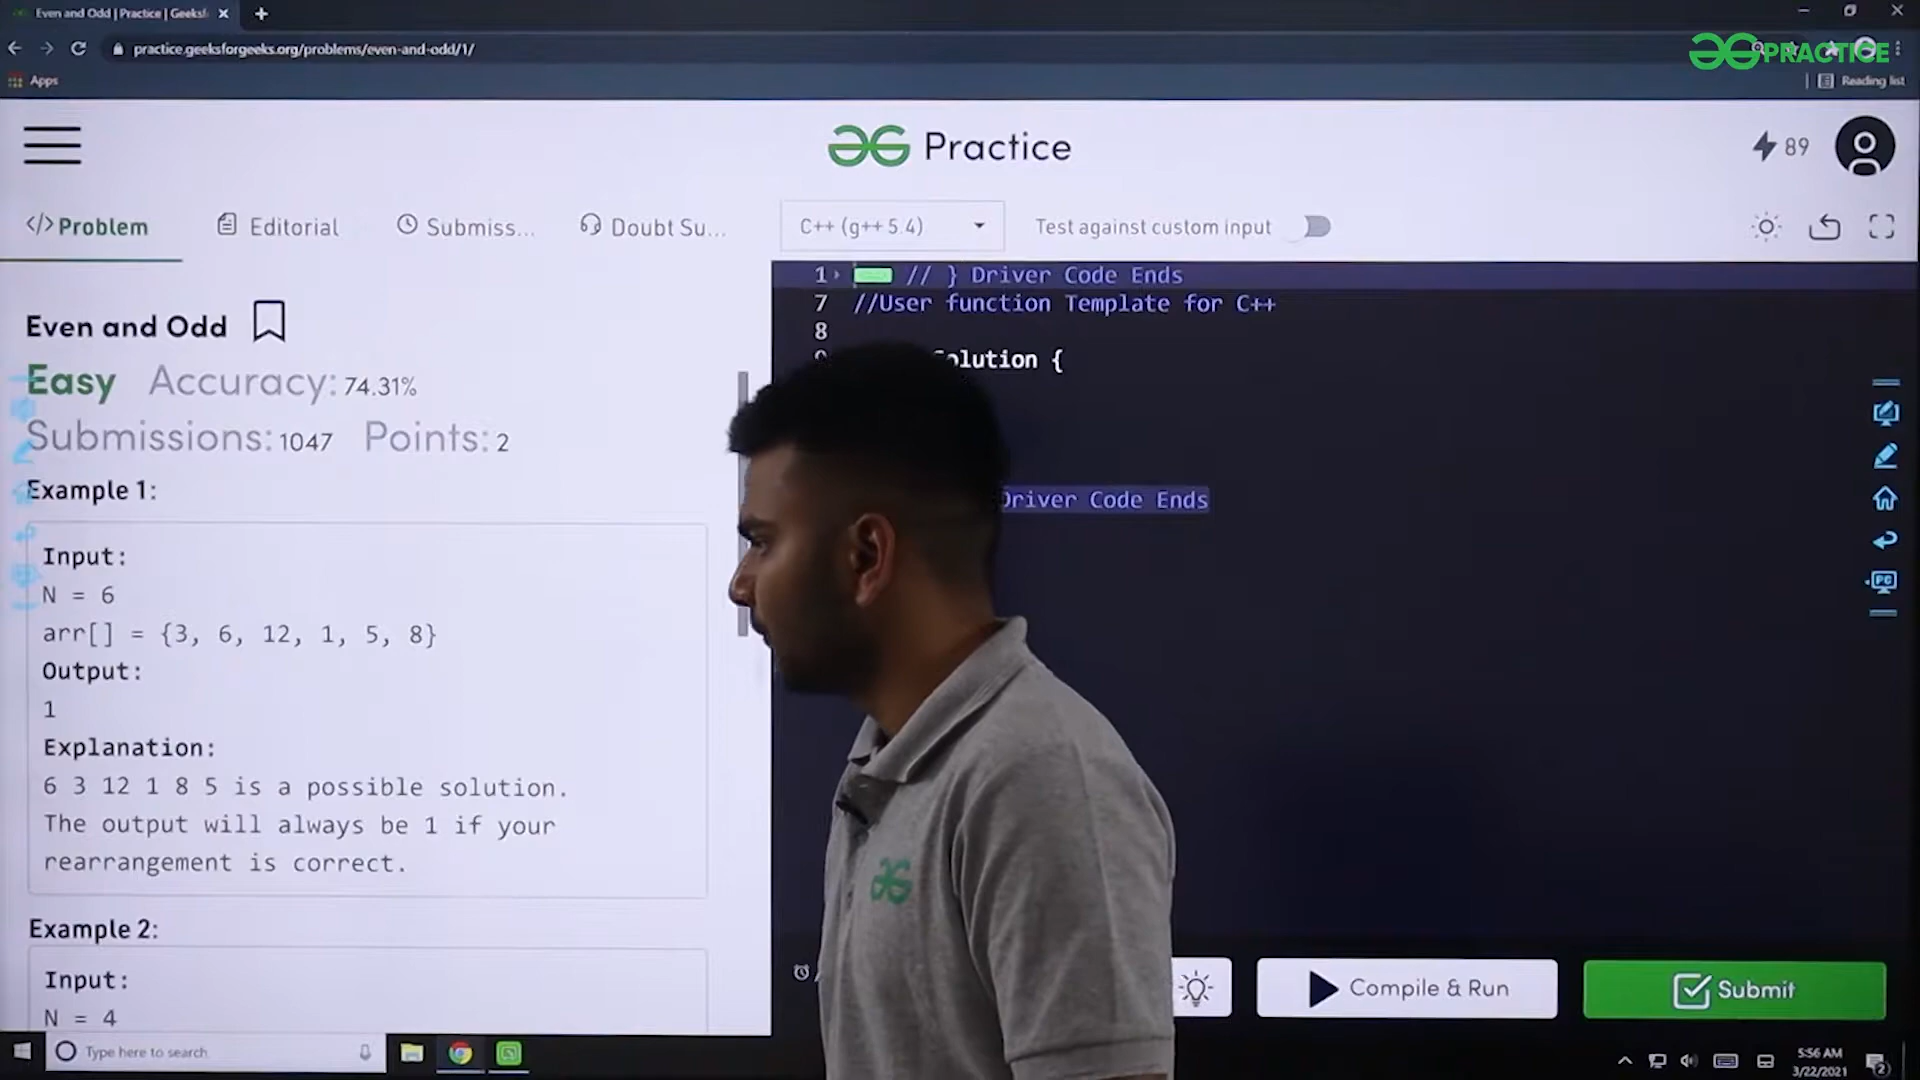 Even and Odd | Practice | Geeksf
practice.geeksforgeeks.org/problems/even-and-odd/1/
PRACTICE
Apps
Reading list
Practice
89
</> Problem
Editorial
Submiss...
Doubt Su...
C++ (g++ 5.4)
Test against custom input
Even and Odd
Easy Accuracy: 74.31%
Submissions: 1047 Points: 2
Example 1:
Input:
N = 6
arr[] = {3, 6, 12, 1, 5, 8}
Output:
1
Explanation:
6 3 12 1 8 5 is a possible solution.
The output will always be 1 if your
rearrangement is correct.
Example 2:
Input:
N = 4
1 // } Driver Code Ends
7 //User function Template for C++
8
olution {
Driver Code Ends
Compile & Run
Submit
Type here to search
PC
5:56 AM
3/22/2021
2